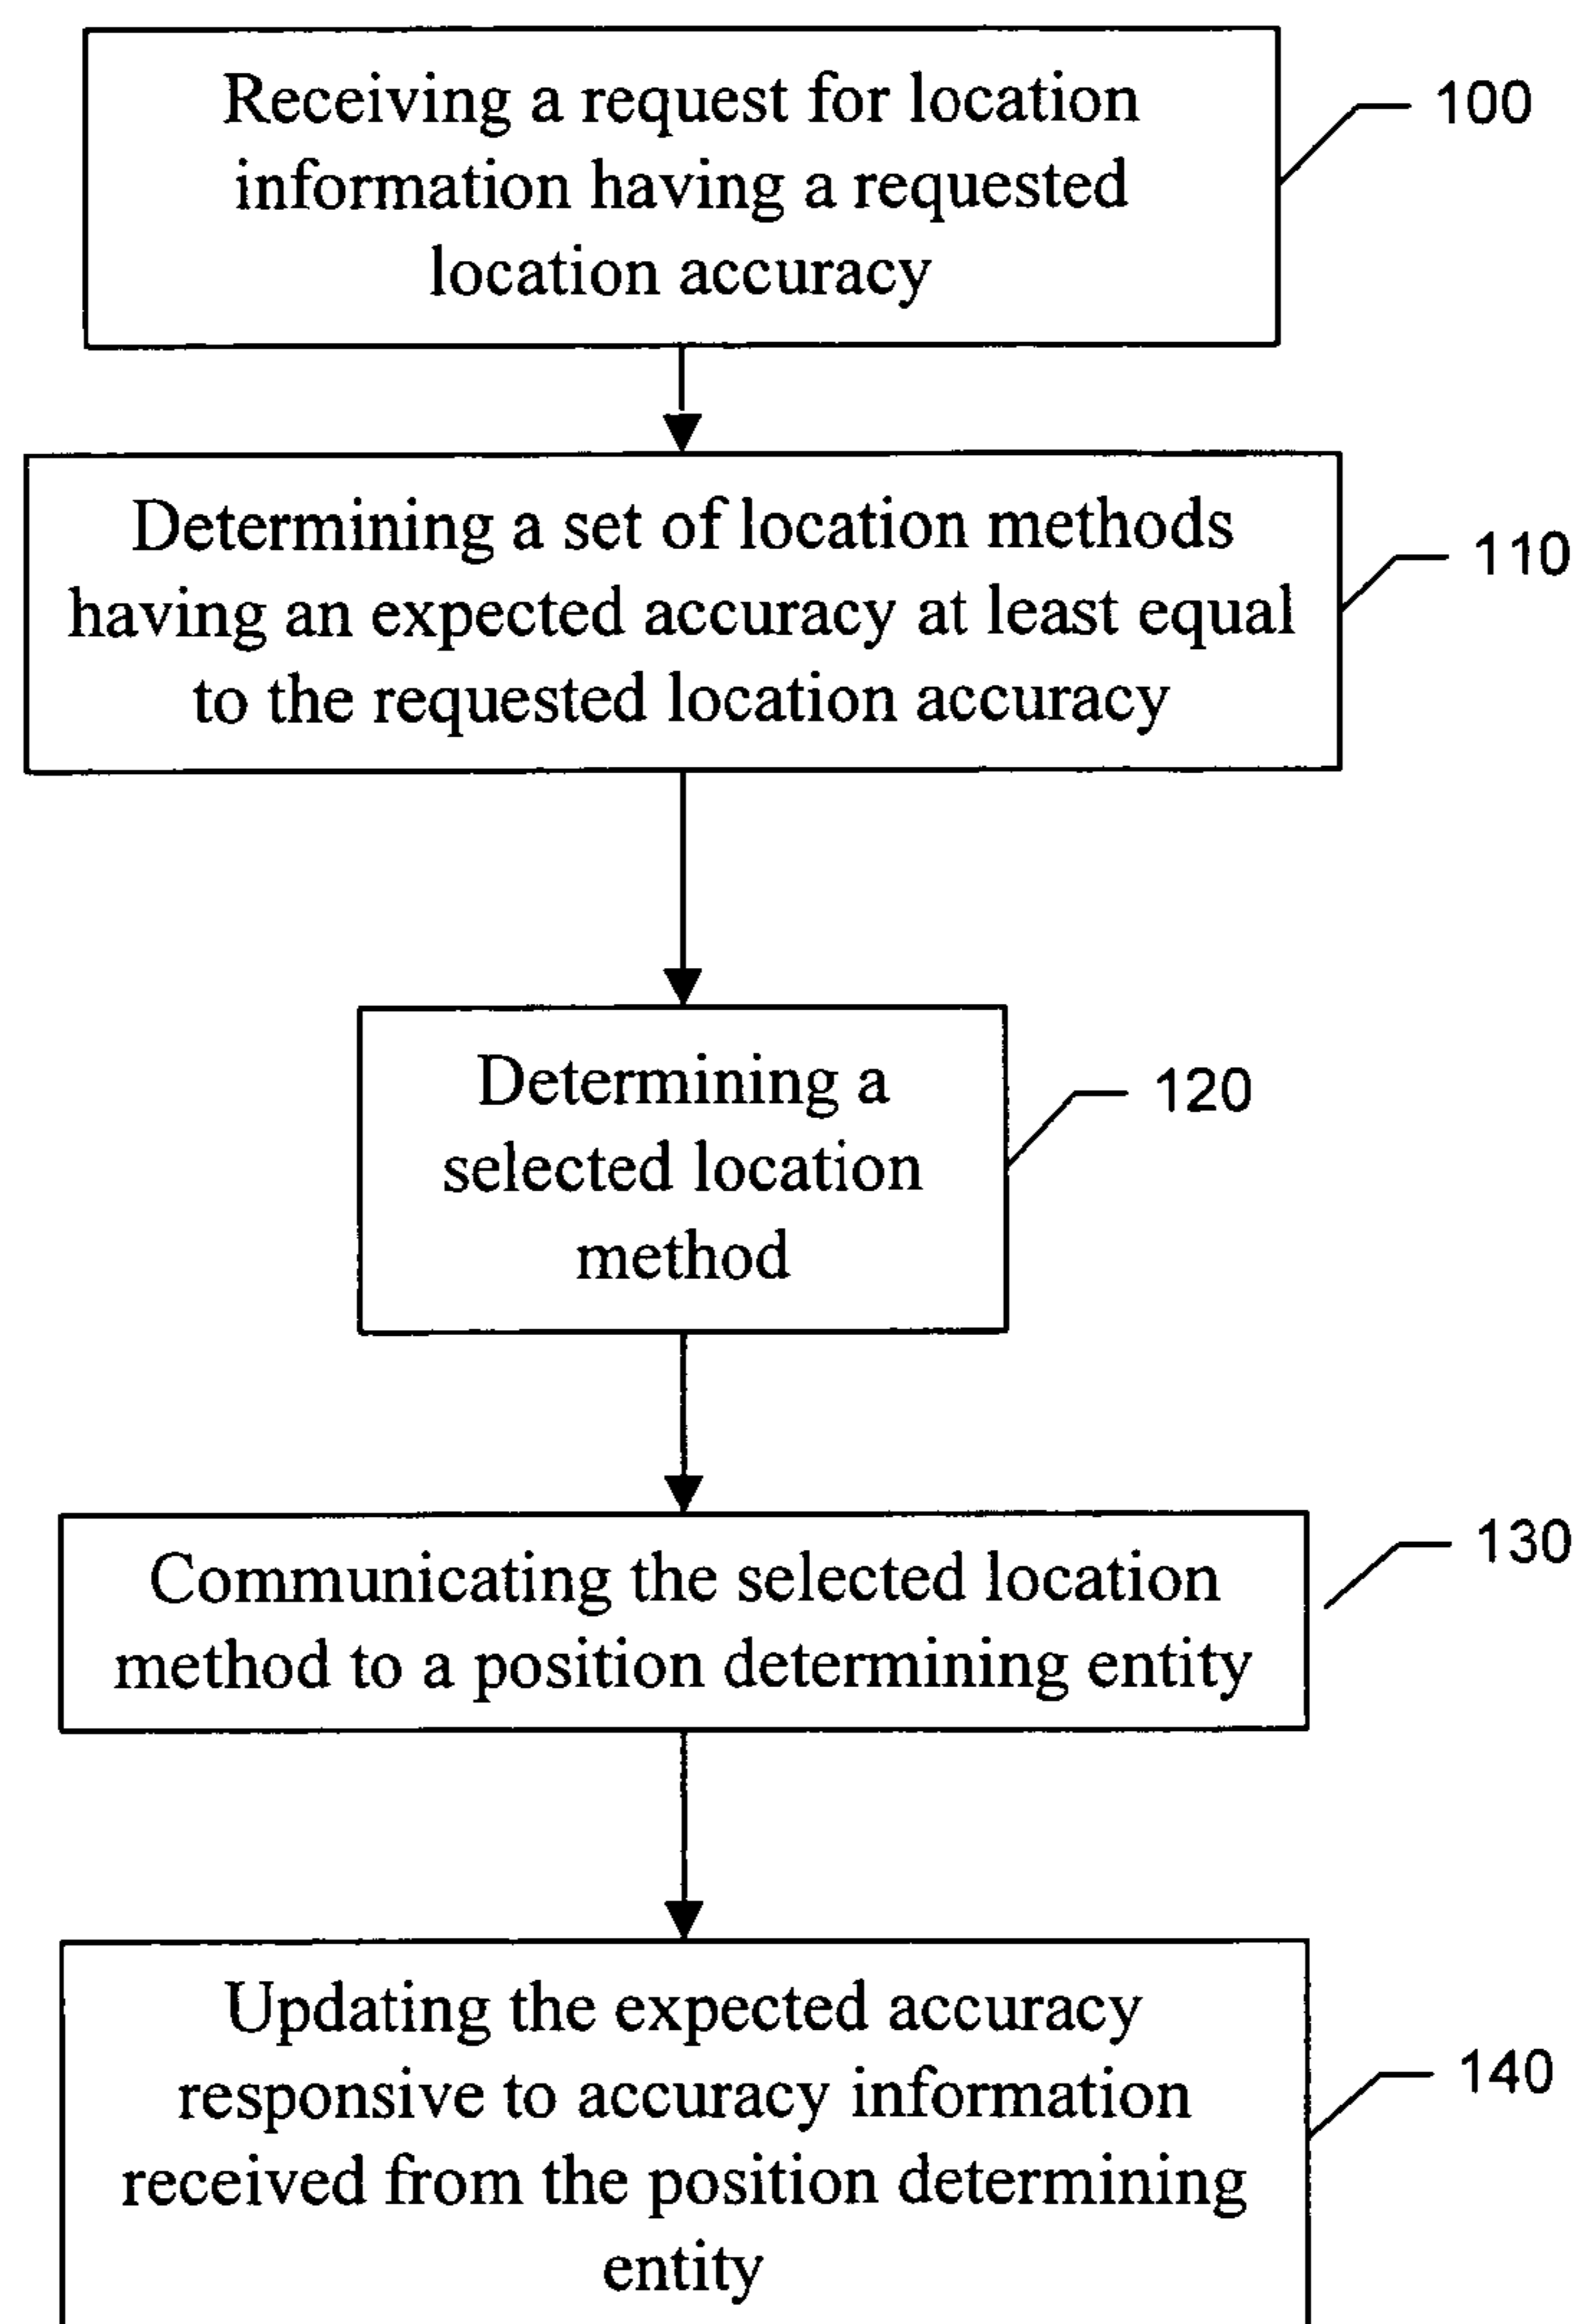 Receiving a request for location
information having a requested
location accuracy
100
Determining a set of location methods
having an expected accuracy at least equal
to the requested location accuracy
110
Determining a
selected location
method
120
Communicating the selected location
method to a position determining entity
130
Updating the expected accuracy
responsive to accuracy information
received from the position determining
entity
140